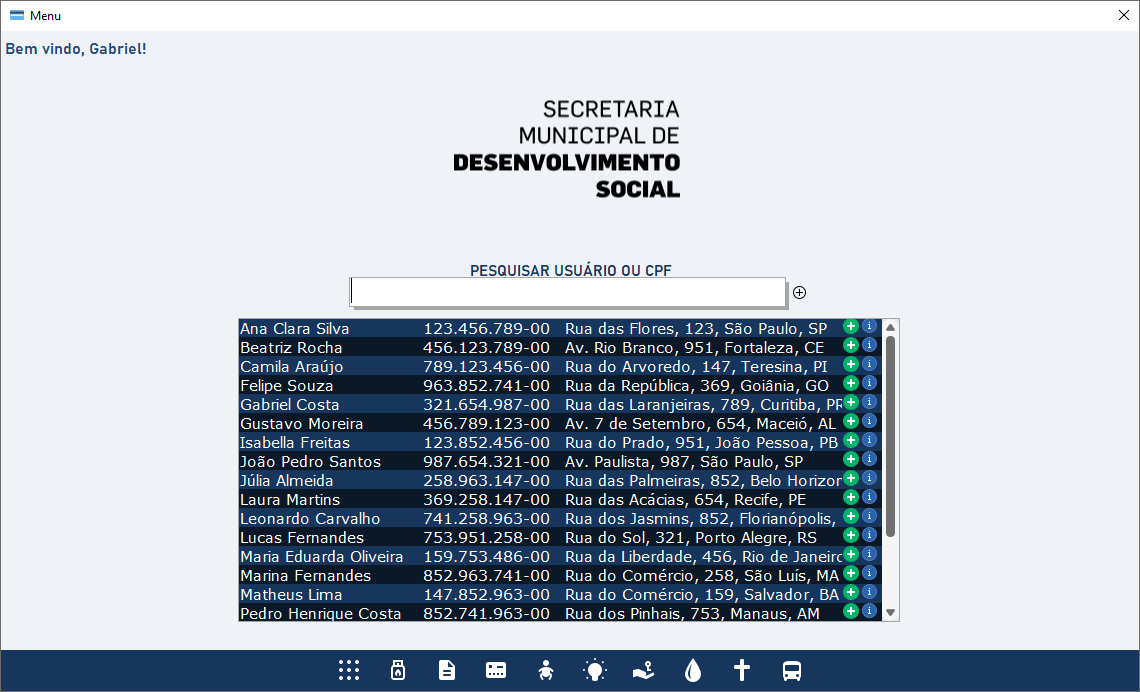 Menu
Bem vindo, Gabriel!
SECRETARIA
MUNICIPAL DE
DESENVOLVIMENTO
SOCIAL
PESQUISAR USUÁRIO OU CPF
Ana Clara Silva 123.456.789-00 Rua das Flores, 123, São Paulo, SP
Beatriz Rocha 456.123.789-00 Av. Rio Branco, 951, Fortaleza, CE
Camila Araújo 789.123.456-00 Rua do Arvoredo, 147, Teresina, PI
Felipe Souza 963.852.741-00 Rua da República, 369, Goiânia, GO
Gabriel Costa 321.654.987-00 Rua das Laranjeiras, 789, Curitiba, PR
Gustavo Moreira 456.789.123-00 Av. 7 de Setembro, 654, Maceió, AL
Isabella Freitas 123.852.456-00 Rua do Prado, 951, João Pessoa, PB
João Pedro Santos 987.654.321-00 Av. Paulista, 987, São Paulo, SP
Júlia Almeida 258.963.147-00 Rua das Palmeiras, 852, Belo Horizor
Laura Martins 369.258.147-00 Rua das Acácias, 654, Recife, PE
Leonardo Carvalho 741.258.963-00 Rua dos Jasmins, 852, Florianópolis,
Lucas Fernandes 753.951.258-00 Rua do Sol, 321, Porto Alegre, RS
Maria Eduarda Oliveira 159.753.486-00 Rua da Liberdade, 456, Rio de Janeiro
Marina Fernandes 852.963.741-00 Rua do Comércio, 258, São Luís, MA
Matheus Lima 147.852.963-00 Rua do Comércio, 159, Salvador, BA
Pedro Henrique Costa 852.741.963-00 Rua dos Pinhais, 753, Manaus, AM